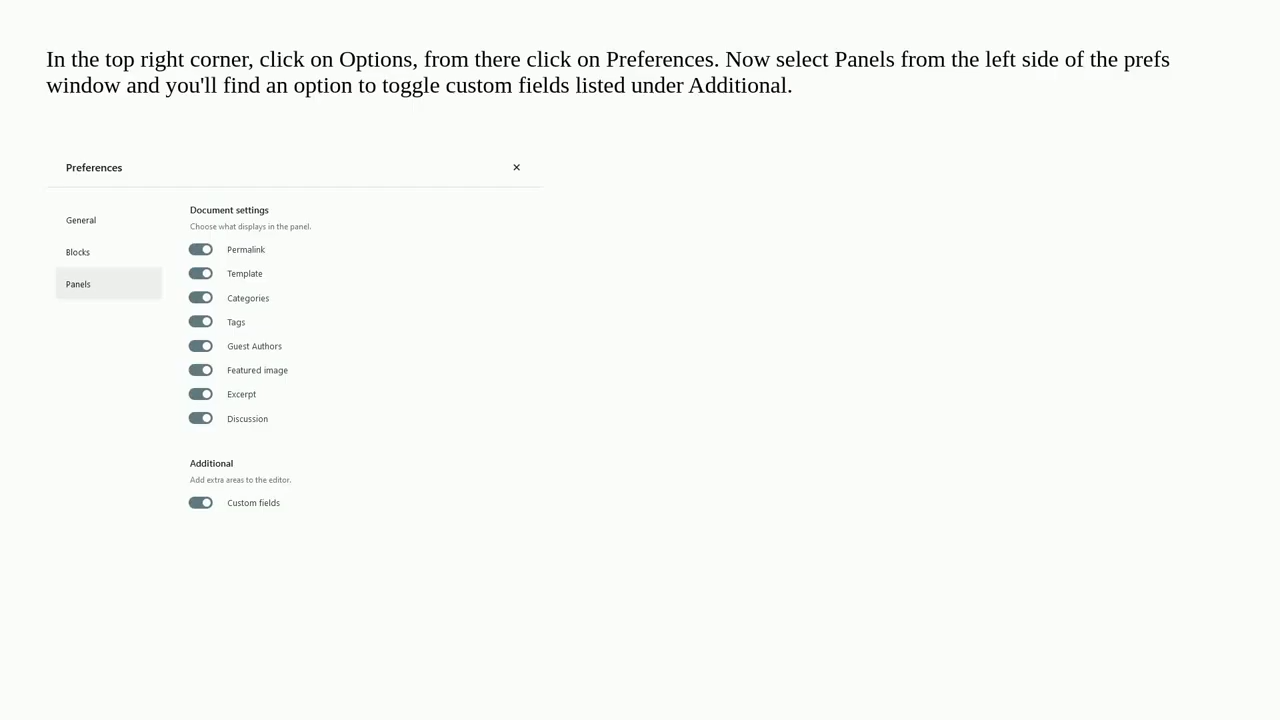 In the top right corner, click on Options, from there click on Preferences. Now select Panels from the left side of the prefs
window and you'll find an option to toggle custom fields listed under Additional.
Preferences
General
Blocks
Panels
Document settings
Choose what displays in the panel.
Permalink
Template
Categories
Tags
Guest Authors
Featured image
Excerpt
Discussion
Additional
Add extra areas to the editor.
Custom fields